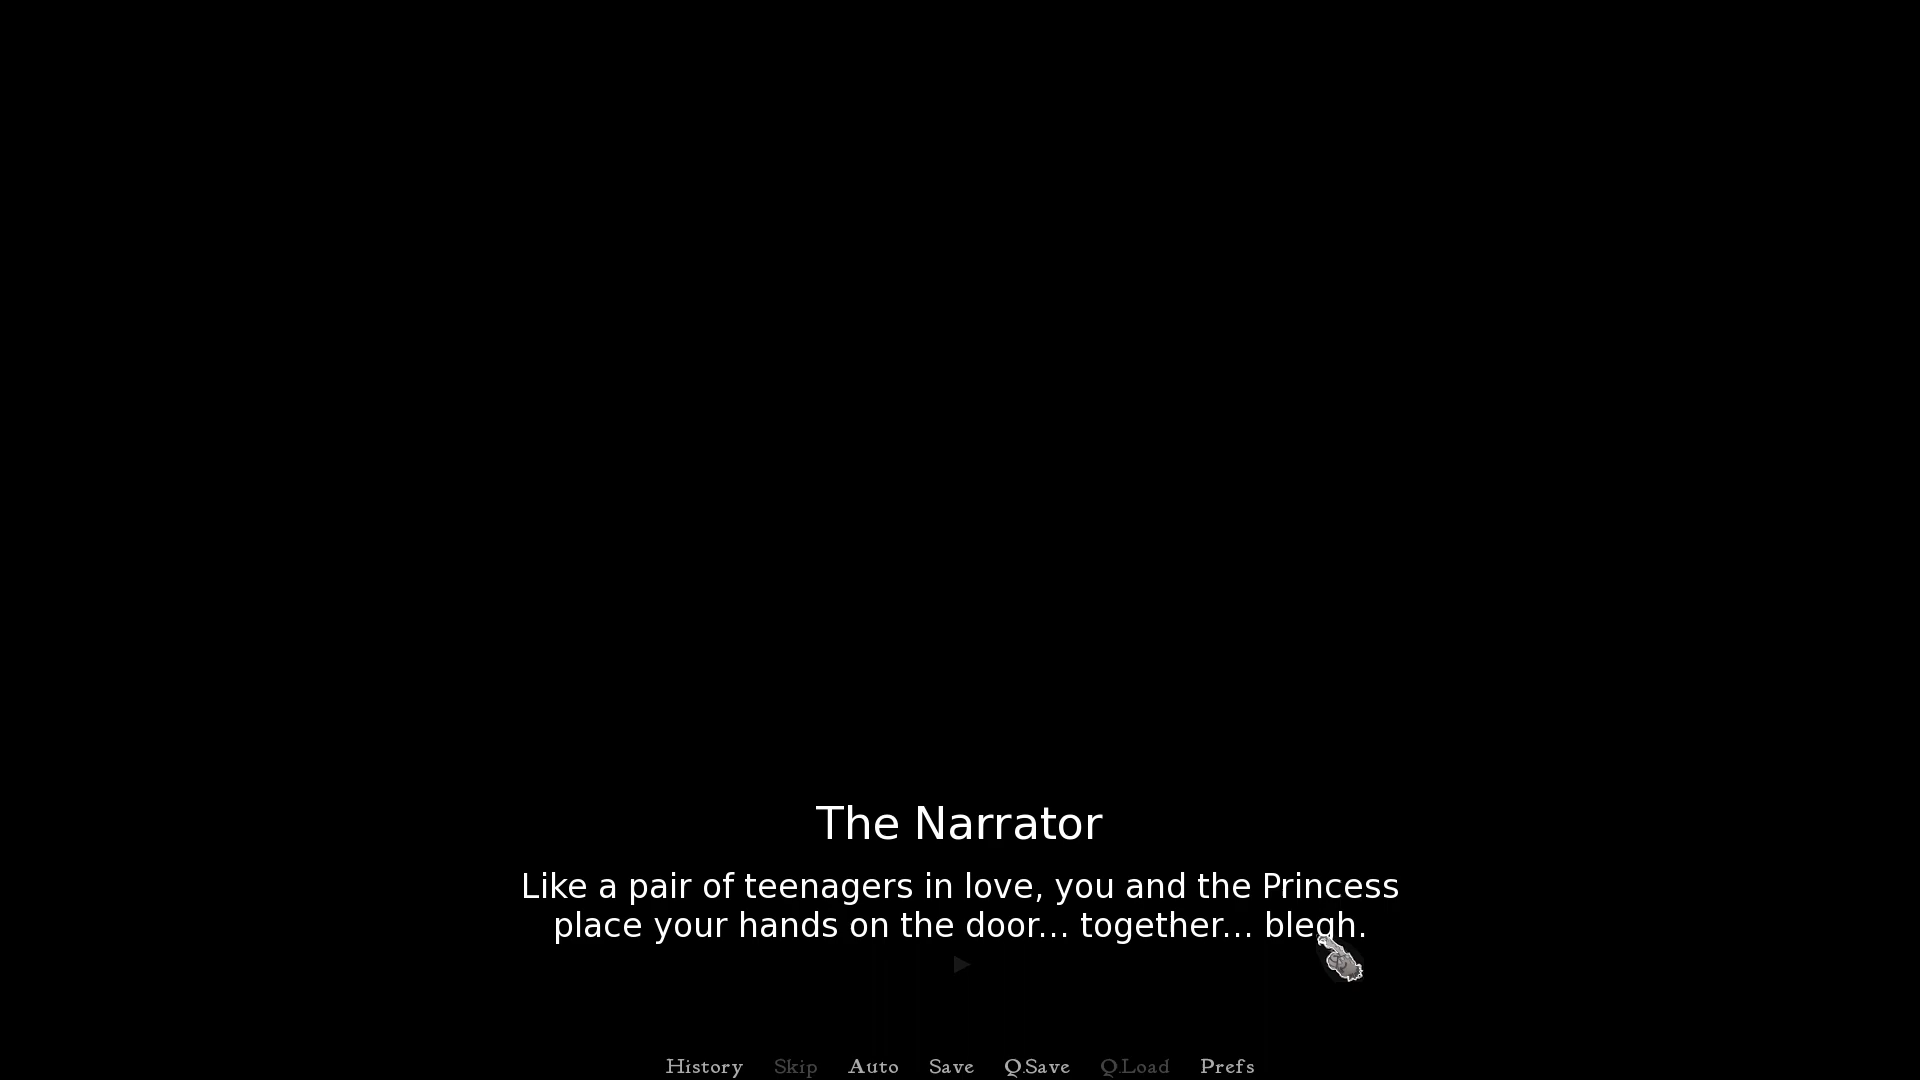 The Narrator
Like a pair of teenagers in love, you and the Princess
place your hands on the door... together... blegh.
History Skip Auto Save Q.Save Q.Load Prefs